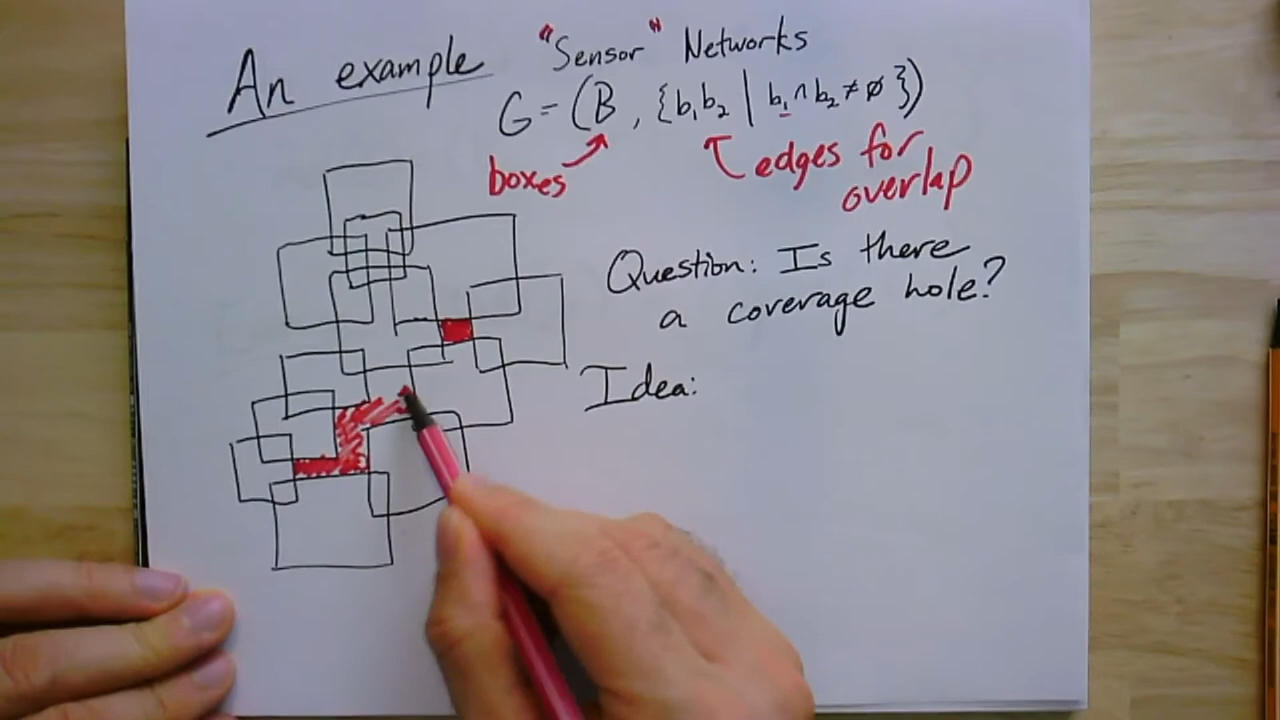 An example "Sensor" Networks
G = (B, {b₁b₂ | b₁ ∩ b₂ ≠ ∅})
boxes edges for
overlap
Question: Is there
a coverage hole?
Idea: